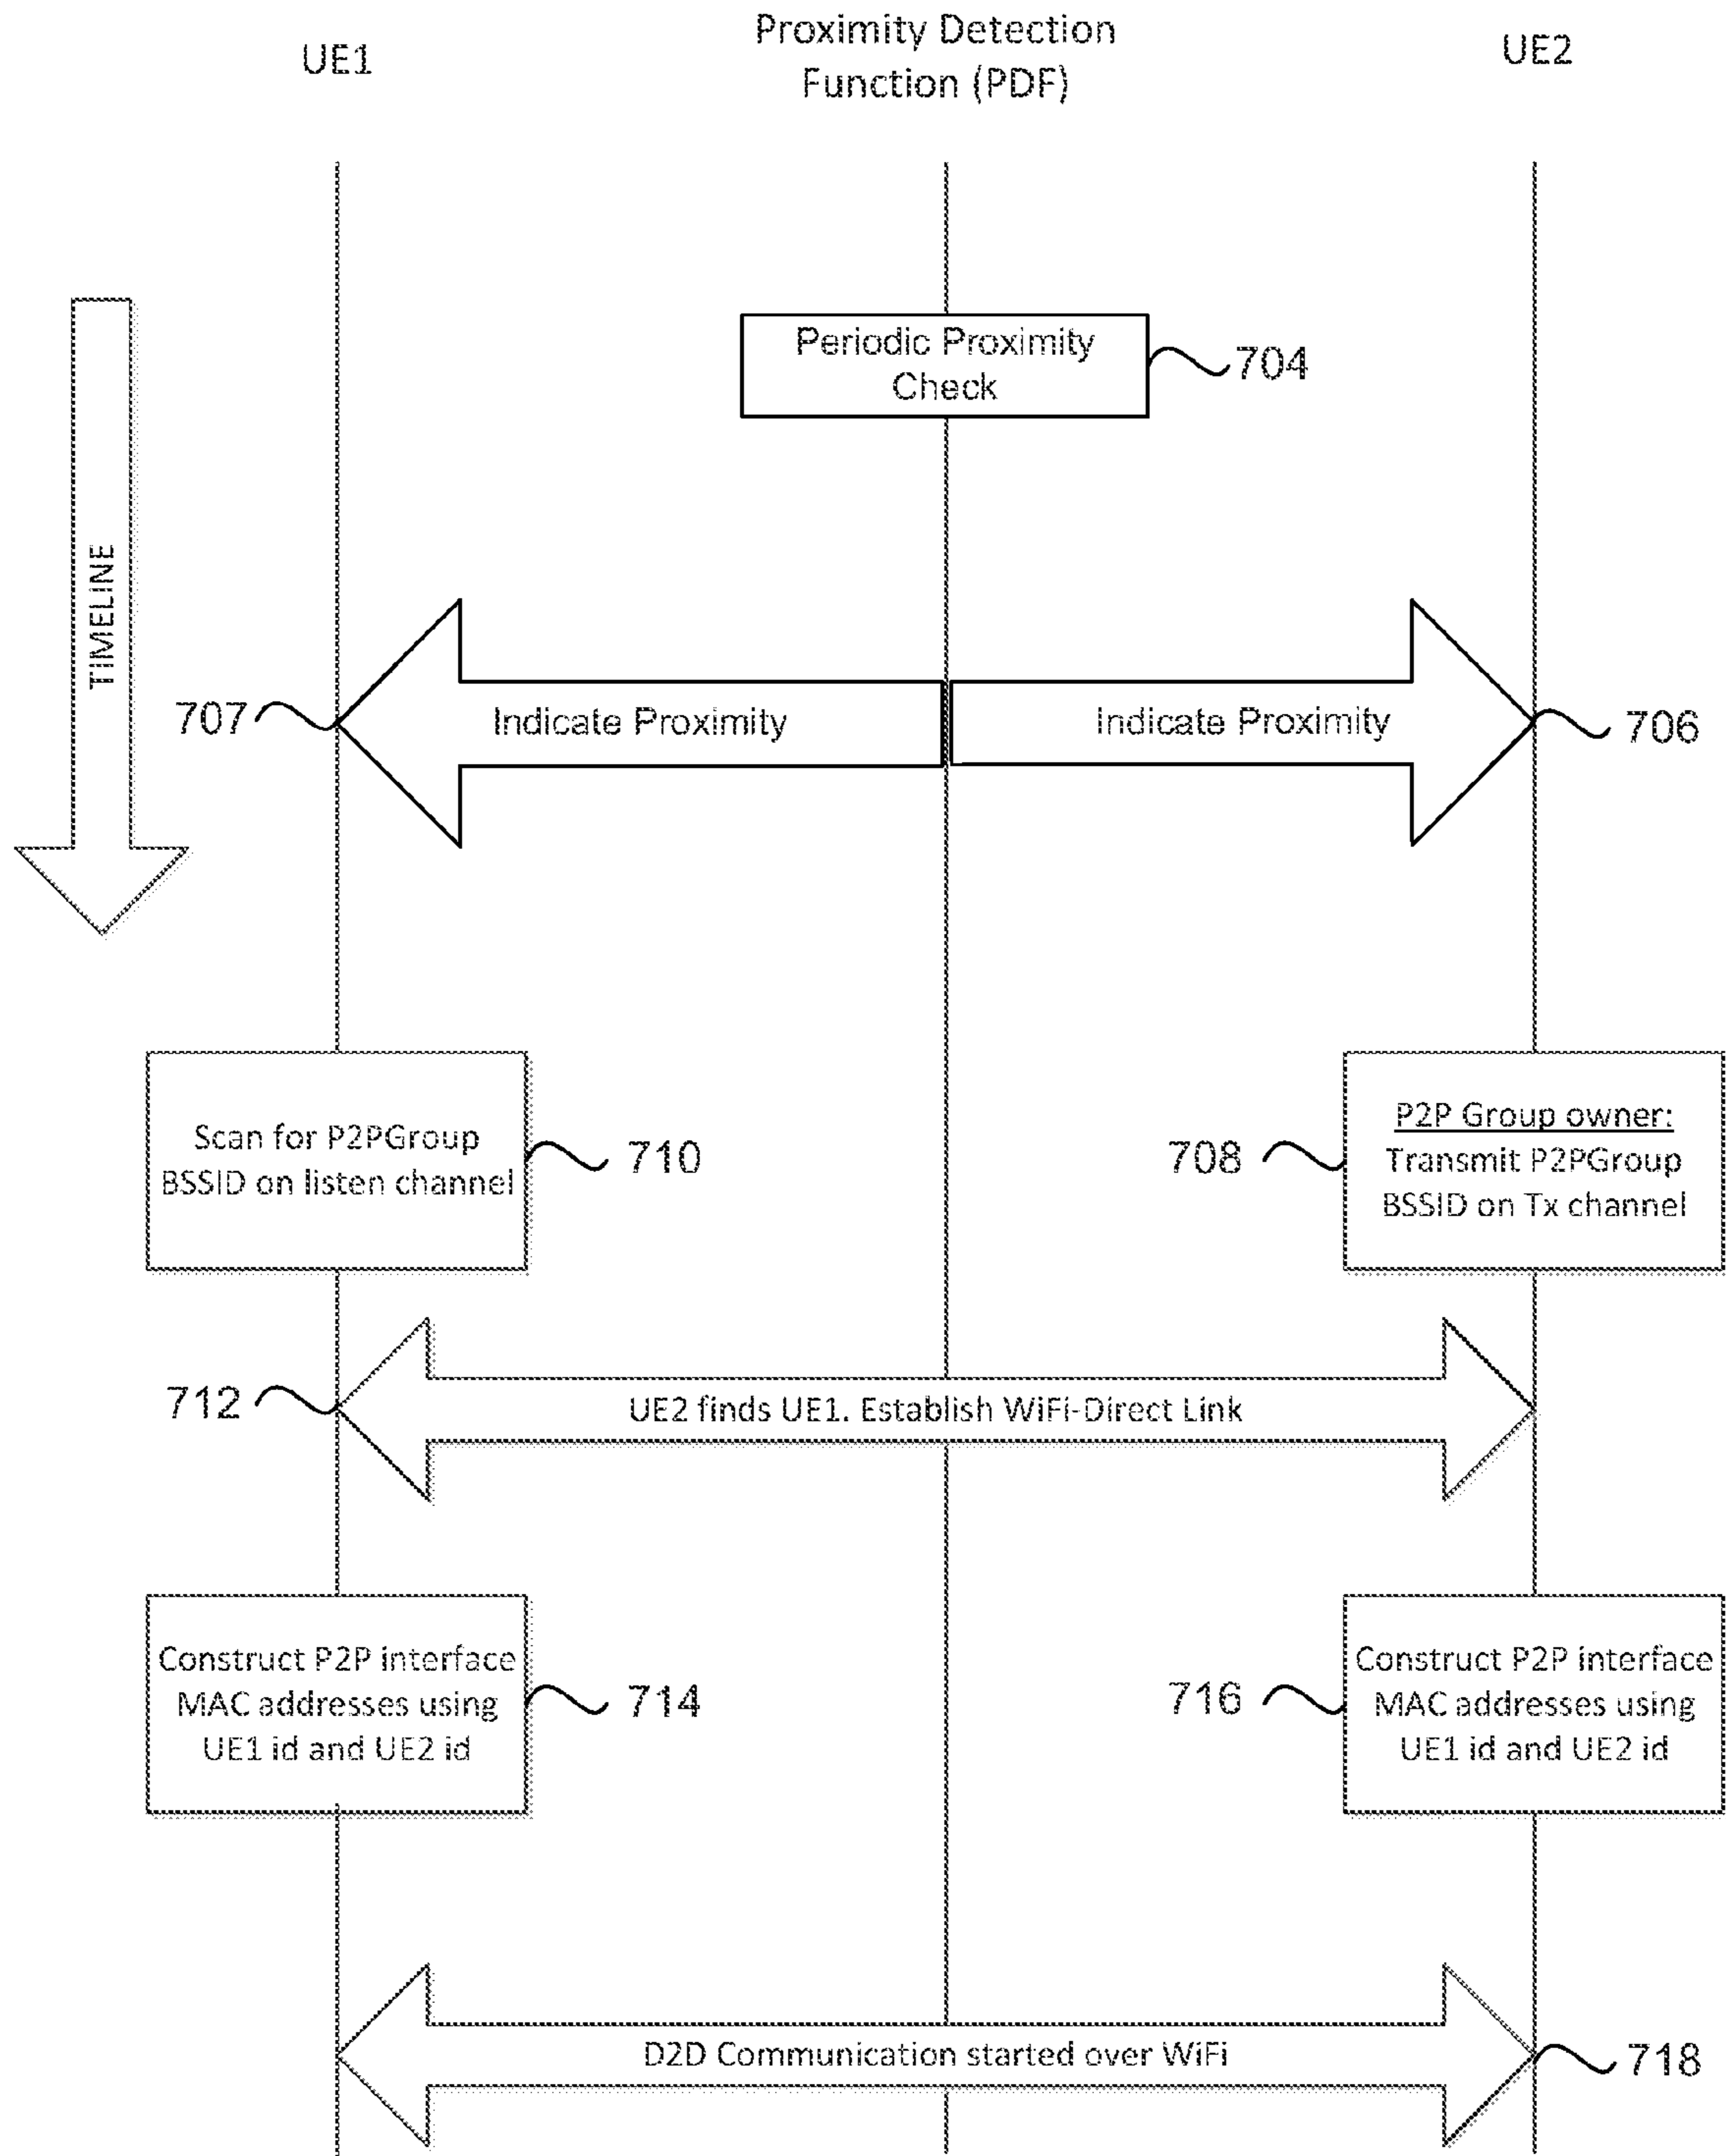 UE1
Proximity Detection
Function (PDF)
UE2
Periodic Proximity
Check
704
TIMELINE
707
Indicate Proximity
Indicate Proximity
706
Scan for P2PGroup
BSSID on listen channel
710
708
P2P Group owner:
Transmit P2PGroup
BSSID on Tx channel
712
UE2 finds UE1. Establish WiFi-Direct Link
Construct P2P interface
MAC addresses using
UE1 id and UE2 id
714
716
Construct P2P interface
MAC addresses using
UE1 id and UE2 id
D2D Communication started over WiFi
718